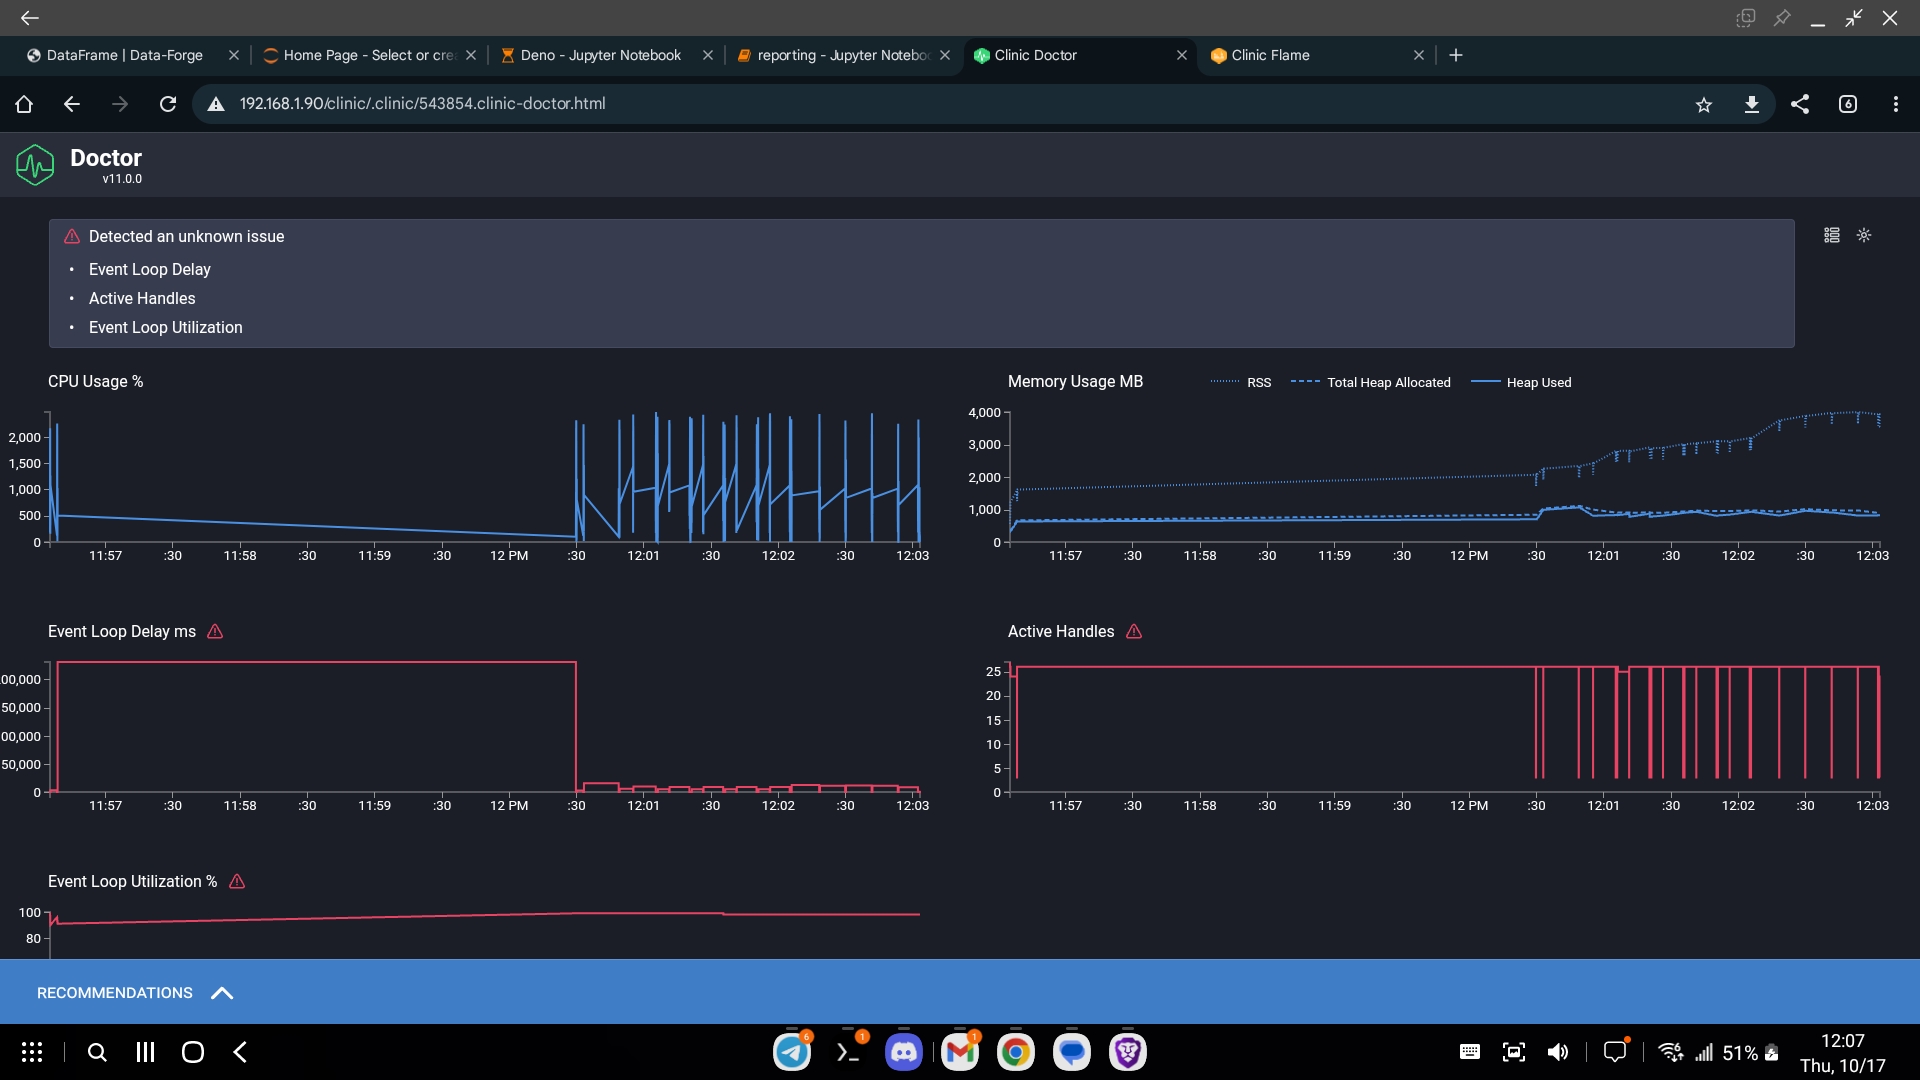 DataFrame | Data-Forge
Home Page - Select or cre
Deno - Jupyter Notebook
reporting - Jupyter Notebo
Clinic Doctor
Clinic Flame
192.168.1.90/clinic/.clinic/543854.clinic-doctor.html
6
Doctor
v11.0.0
Detected an unknown issue
• Event Loop Delay
• Active Handles
• Event Loop Utilization
CPU Usage %
2,000
1,500
1,000
500
0
11:57 :30 11:58 :30 11:59 :30 12 PM :30 12:01 :30 12:02 :30 12:03
Memory Usage MB
RSS
Total Heap Allocated
Heap Used
4,000
3,000
2,000
1,000
0
11:57 :30 11:58 :30 11:59 :30 12 PM :30 12:01 :30 12:02 :30 12:03
Event Loop Delay ms
00,000
50,000
00,000
50,000
0
11:57 :30 11:58 :30 11:59 :30 12 PM :30 12:01 :30 12:02 :30 12:03
Active Handles
25
20
15
10
5
0
11:57 :30 11:58 :30 11:59 :30 12 PM :30 12:01 :30 12:02 :30 12:03
Event Loop Utilization %
100
80
RECOMMENDATIONS
6
1
1
6
51%
12:07
Thu, 10/17